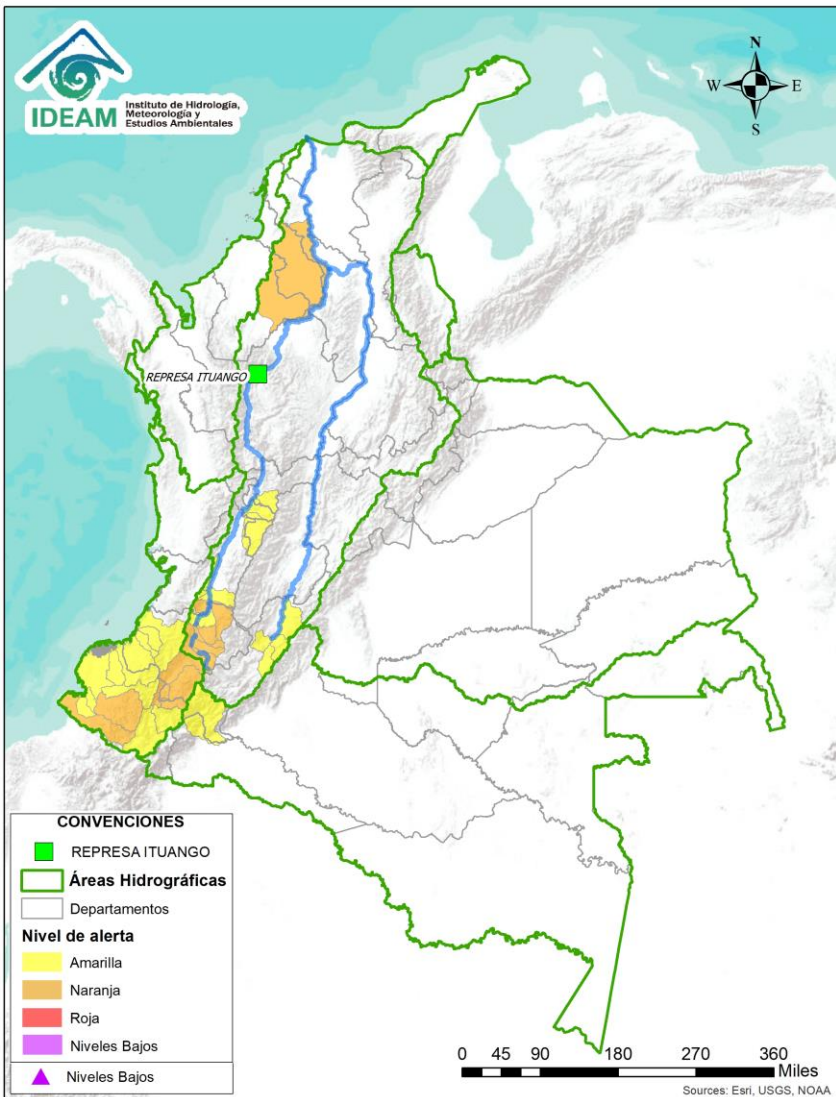 IDEAM
Instituto de Hidrología,
Meteorología y
Estudios Ambientales
N
W
E
S
REPRESA ITUANGO
CONVENCIONES
REPRESA ITUANGO
Áreas Hidrográficas
Departamentos
Nivel de alerta
Amarilla
Naranja
Roja
Niveles Bajos
Niveles Bajos
0 45 90 180 270 360
Miles
Sources: Esri, USGS, NOAA